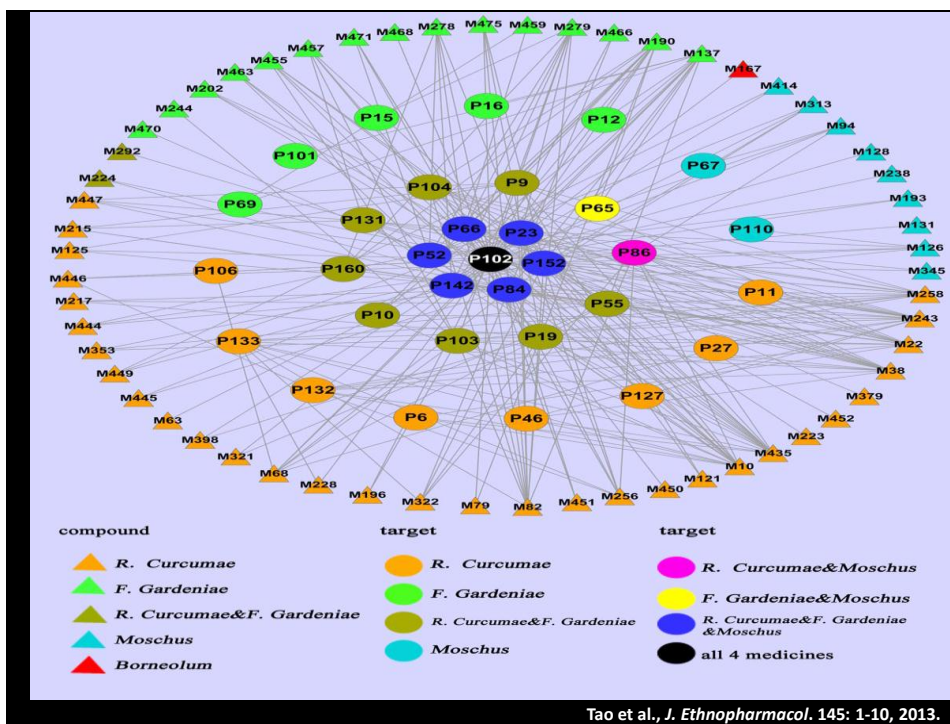 M475
M278
M459
M279
M468
M466
M471
M190
M457
M137
M455
M167
M463
M414
M202
M313
M244
M94
M470
M128
M292
M238
M224
M193
M447
M131
M215
M126
M125
M345
M446
M258
M217
M243
M444
M22
M353
M38
M449
M379
M445
M452
M63
M223
M398
M435
M321
M10
M68
M121
M228
M450
M196
M256
M322
M451
M79
M82
P16
P15
P12
P101
P67
P104
P9
P69
P65
P131
P66
P23
P110
P52
P102
P86
P106
P160
P152
P142
P84
P11
P10
P55
P133
P103
P19
P27
P132
P127
P6
P46
compound
R. Curcumae
F. Gardeniae
R. Curcumae&F. Gardeniae
Moschus
Borneolum
target
R. Curcumae
F. Gardeniae
R. Curcumae&F. Gardeniae
Moschus
target
R. Curcumae&Moschus
F. Gardeniae&Moschus
R. Curcumae&F. Gardeniae
&Moschus
all 4 medicines
Tao et al., J. Ethnopharmacol. 145: 1-10, 2013.